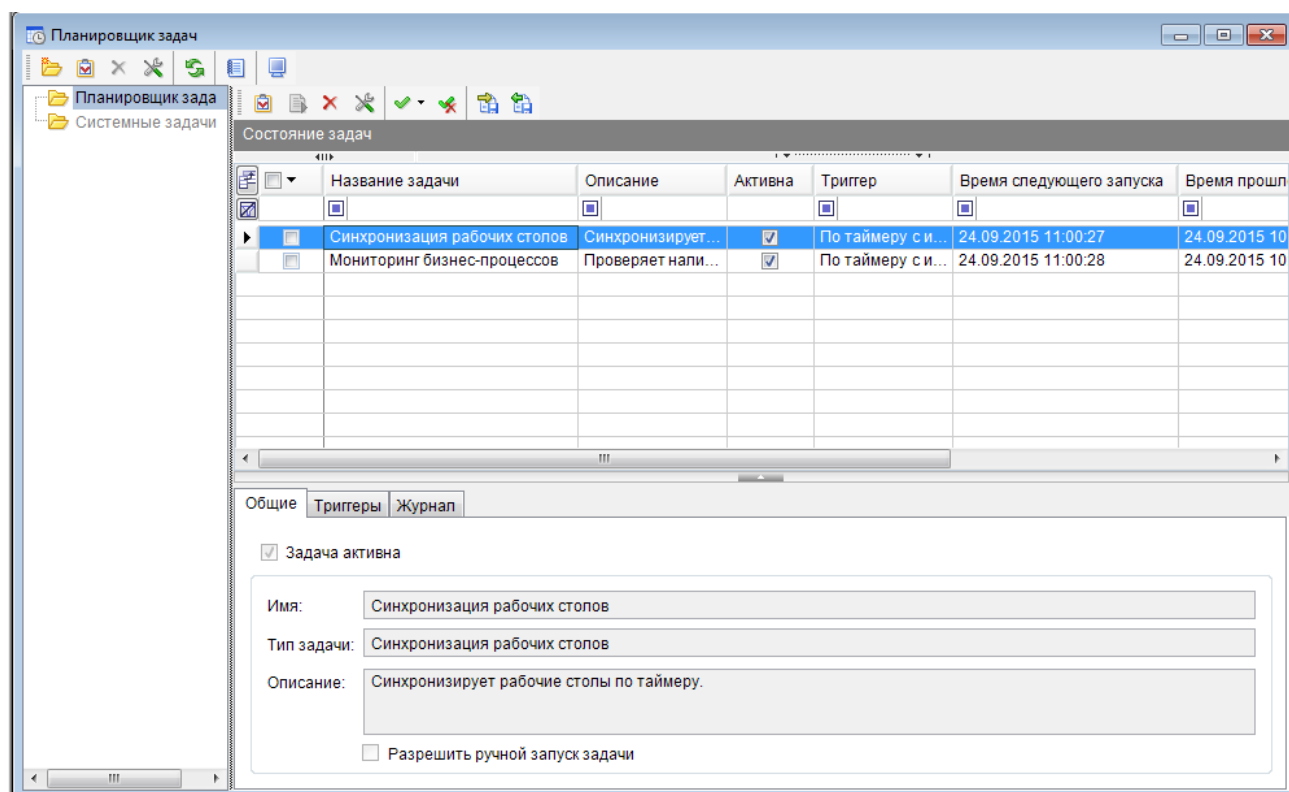 Планировщик задач
Планировщик зада
Системные задачи
Состояние задач
Название задачи Описание Активна Триггер Время следующего запуска Время прошл
Синхронизация рабочих столов Синхронизирует... По таймеру с и... 24.09.2015 11:00:27 24.09.2015 10
Мониторинг бизнес-процессов Проверяет нали... По таймеру с и... 24.09.2015 11:00:28 24.09.2015 10
Общие Триггеры Журнал
Задача активна
Имя: Синхронизация рабочих столов
Тип задачи: Синхронизация рабочих столов
Описание: Синхронизирует рабочие столы по таймеру.
Разрешить ручной запуск задачи